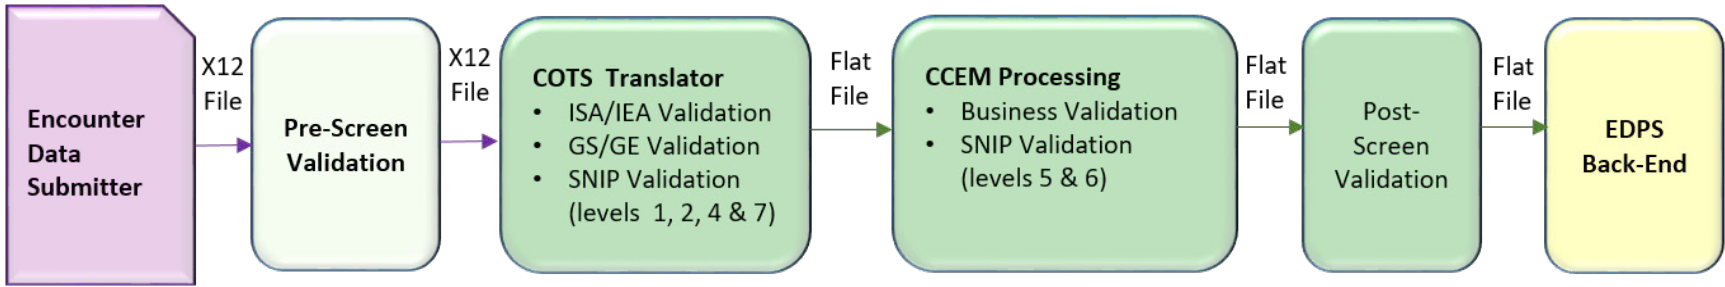 Encounter
Data
Submitter
X12
File
Pre-Screen
Validation
X12
File
COTS Translator
• ISA/IEA Validation
• GS/GE Validation
• SNIP Validation
(levels 1, 2, 4 & 7)
Flat
File
CCEM Processing
• Business Validation
• SNIP Validation
(levels 5 & 6)
Flat
File
Post-
Screen
Validation
Flat
File
EDPS
Back-End